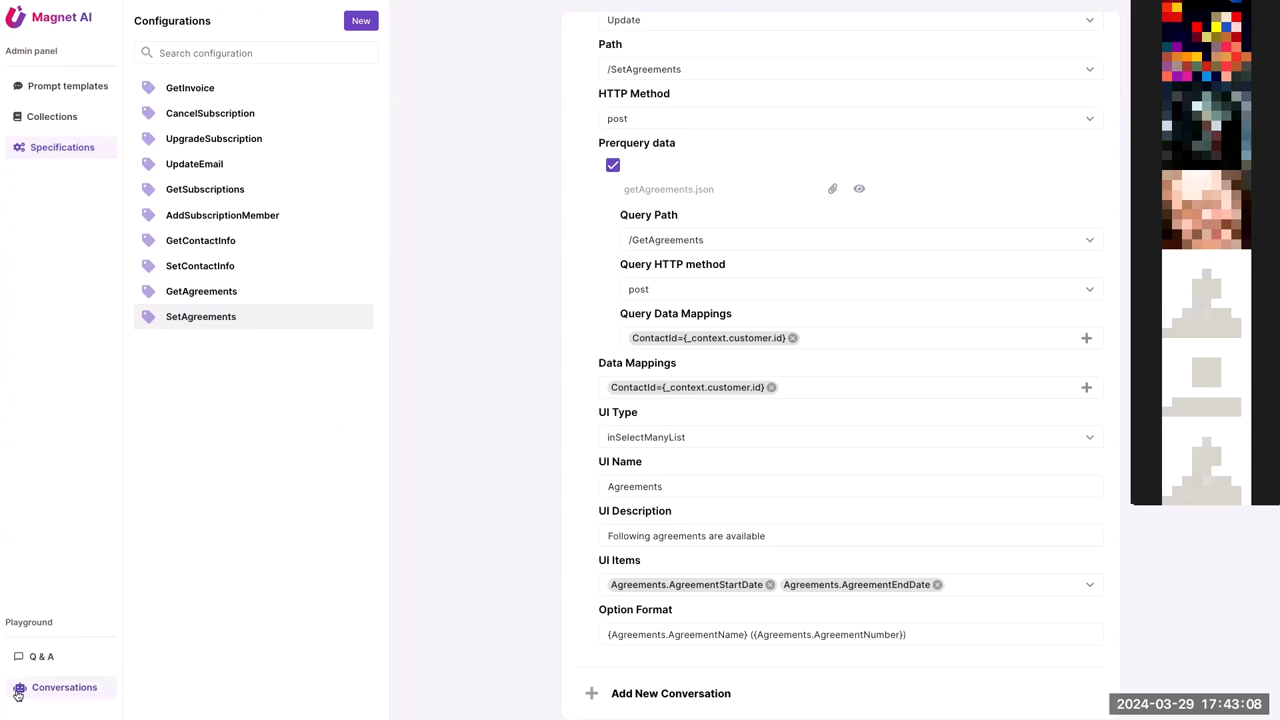 Magnet AI
Admin panel
Prompt templates
Collections
Specifications
Playground
Q & A
Conversations
Configurations
New
Search configuration
GetInvoice
CancelSubscription
UpgradeSubscription
UpdateEmail
GetSubscriptions
AddSubscriptionMember
GetContactInfo
SetContactInfo
GetAgreements
SetAgreements
Update
Path
/SetAgreements
HTTP Method
post
Prerquery data
getAgreements.json
Query Path
/GetAgreements
Query HTTP method
post
Query Data Mappings
ContactId={_context.customer.id}
Data Mappings
ContactId={_context.customer.id}
UI Type
inSelectManyList
UI Name
Agreements
UI Description
Following agreements are available
UI Items
Agreements.AgreementStartDate Agreements.AgreementEndDate
Option Format
{Agreements.AgreementName} ({Agreements.AgreementNumber})
Add New Conversation
2024-03-29 17:43:08